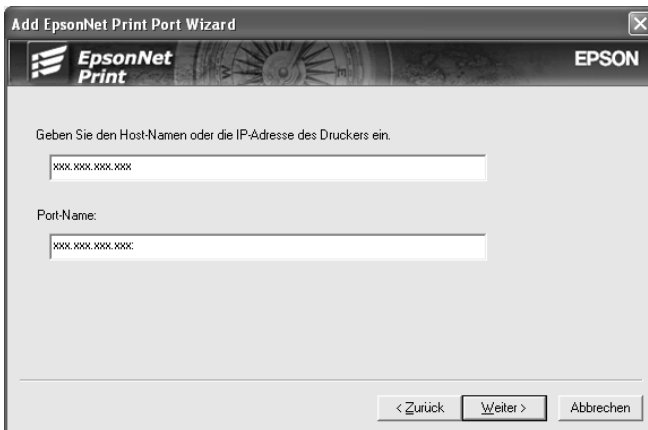 Add EpsonNet Print Port Wizard
EpsonNet
Print
EPSON
Geben Sie den Host-Namen oder die IP-Adresse des Druckers ein.
xxx.xxx.xxx.xxx
Port-Name:
xxx.xxx.xxx.xxx:
< Zurück
Weiter >
Abbrechen